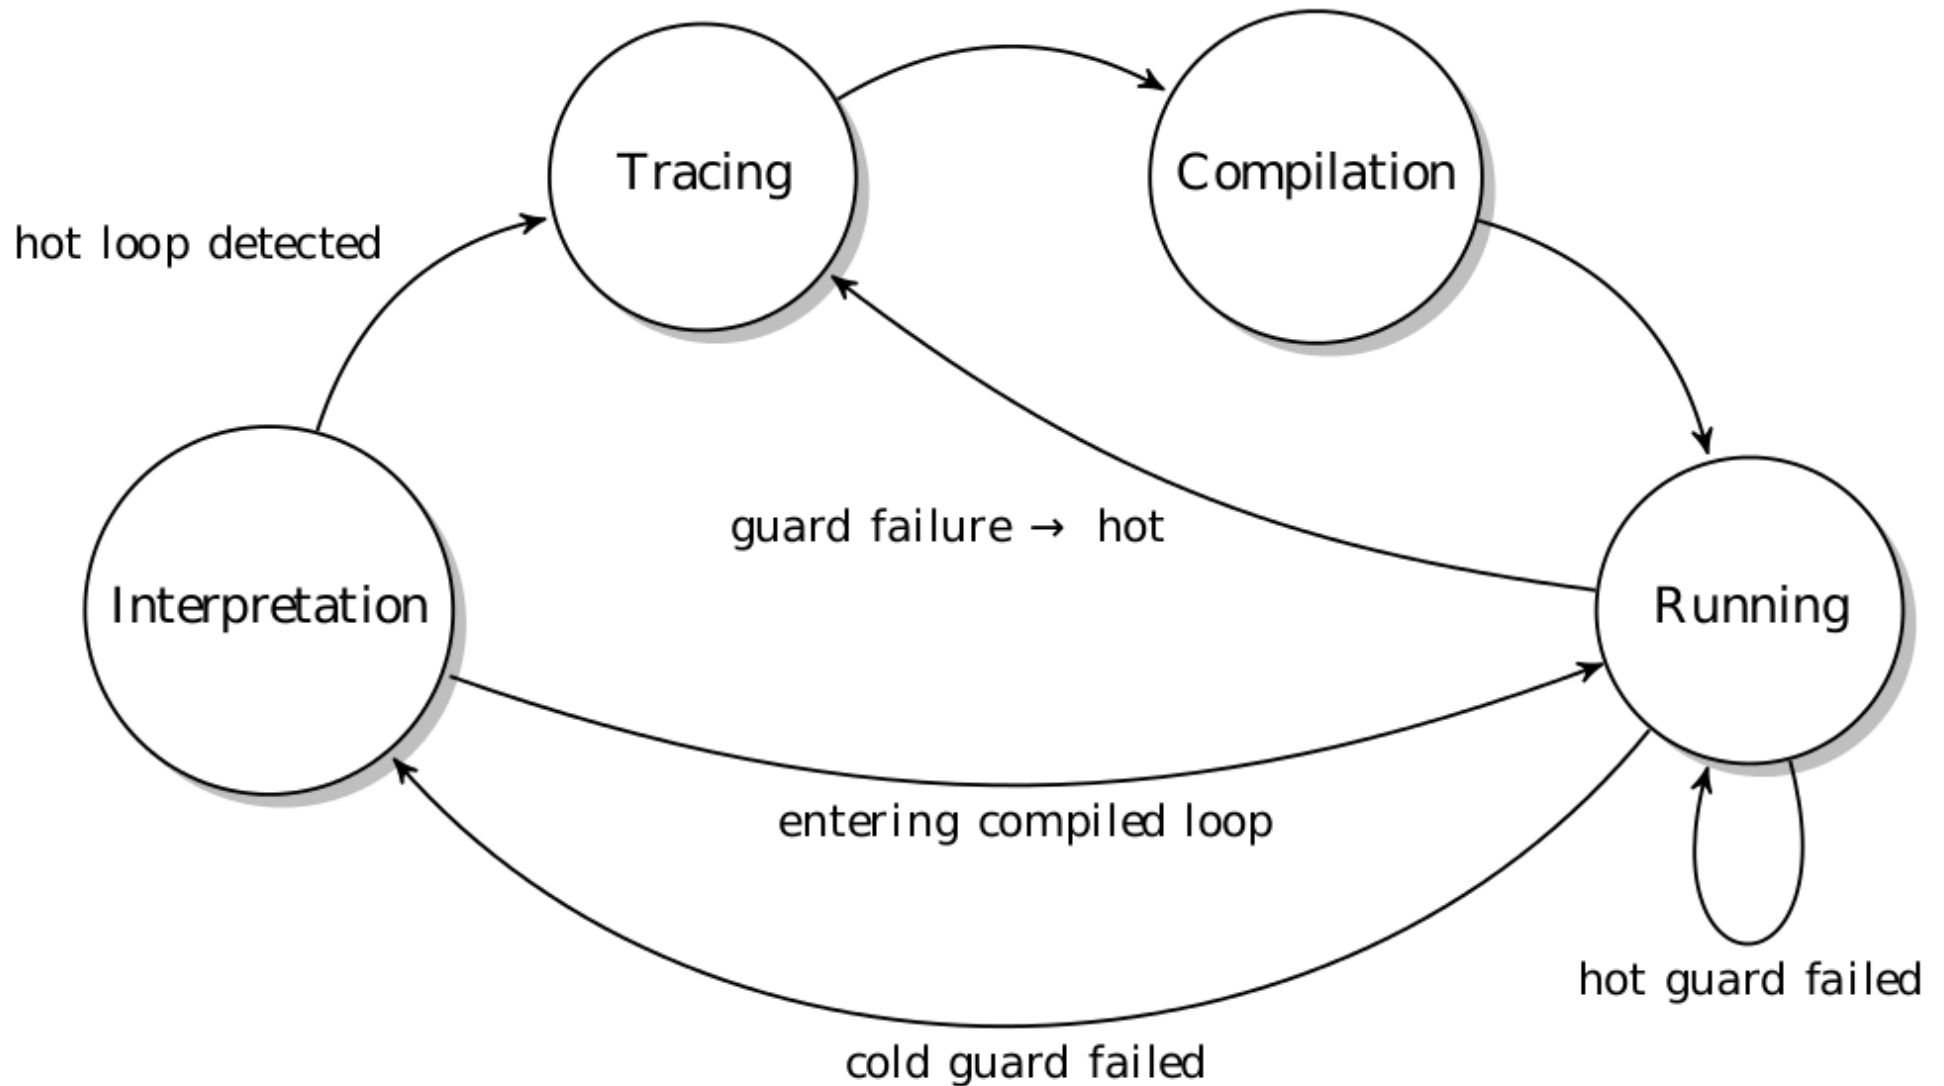 Tracing
Compilation
hot loop detected
guard failure → hot
Interpretation
Running
entering compiled loop
hot guard failed
cold guard failed